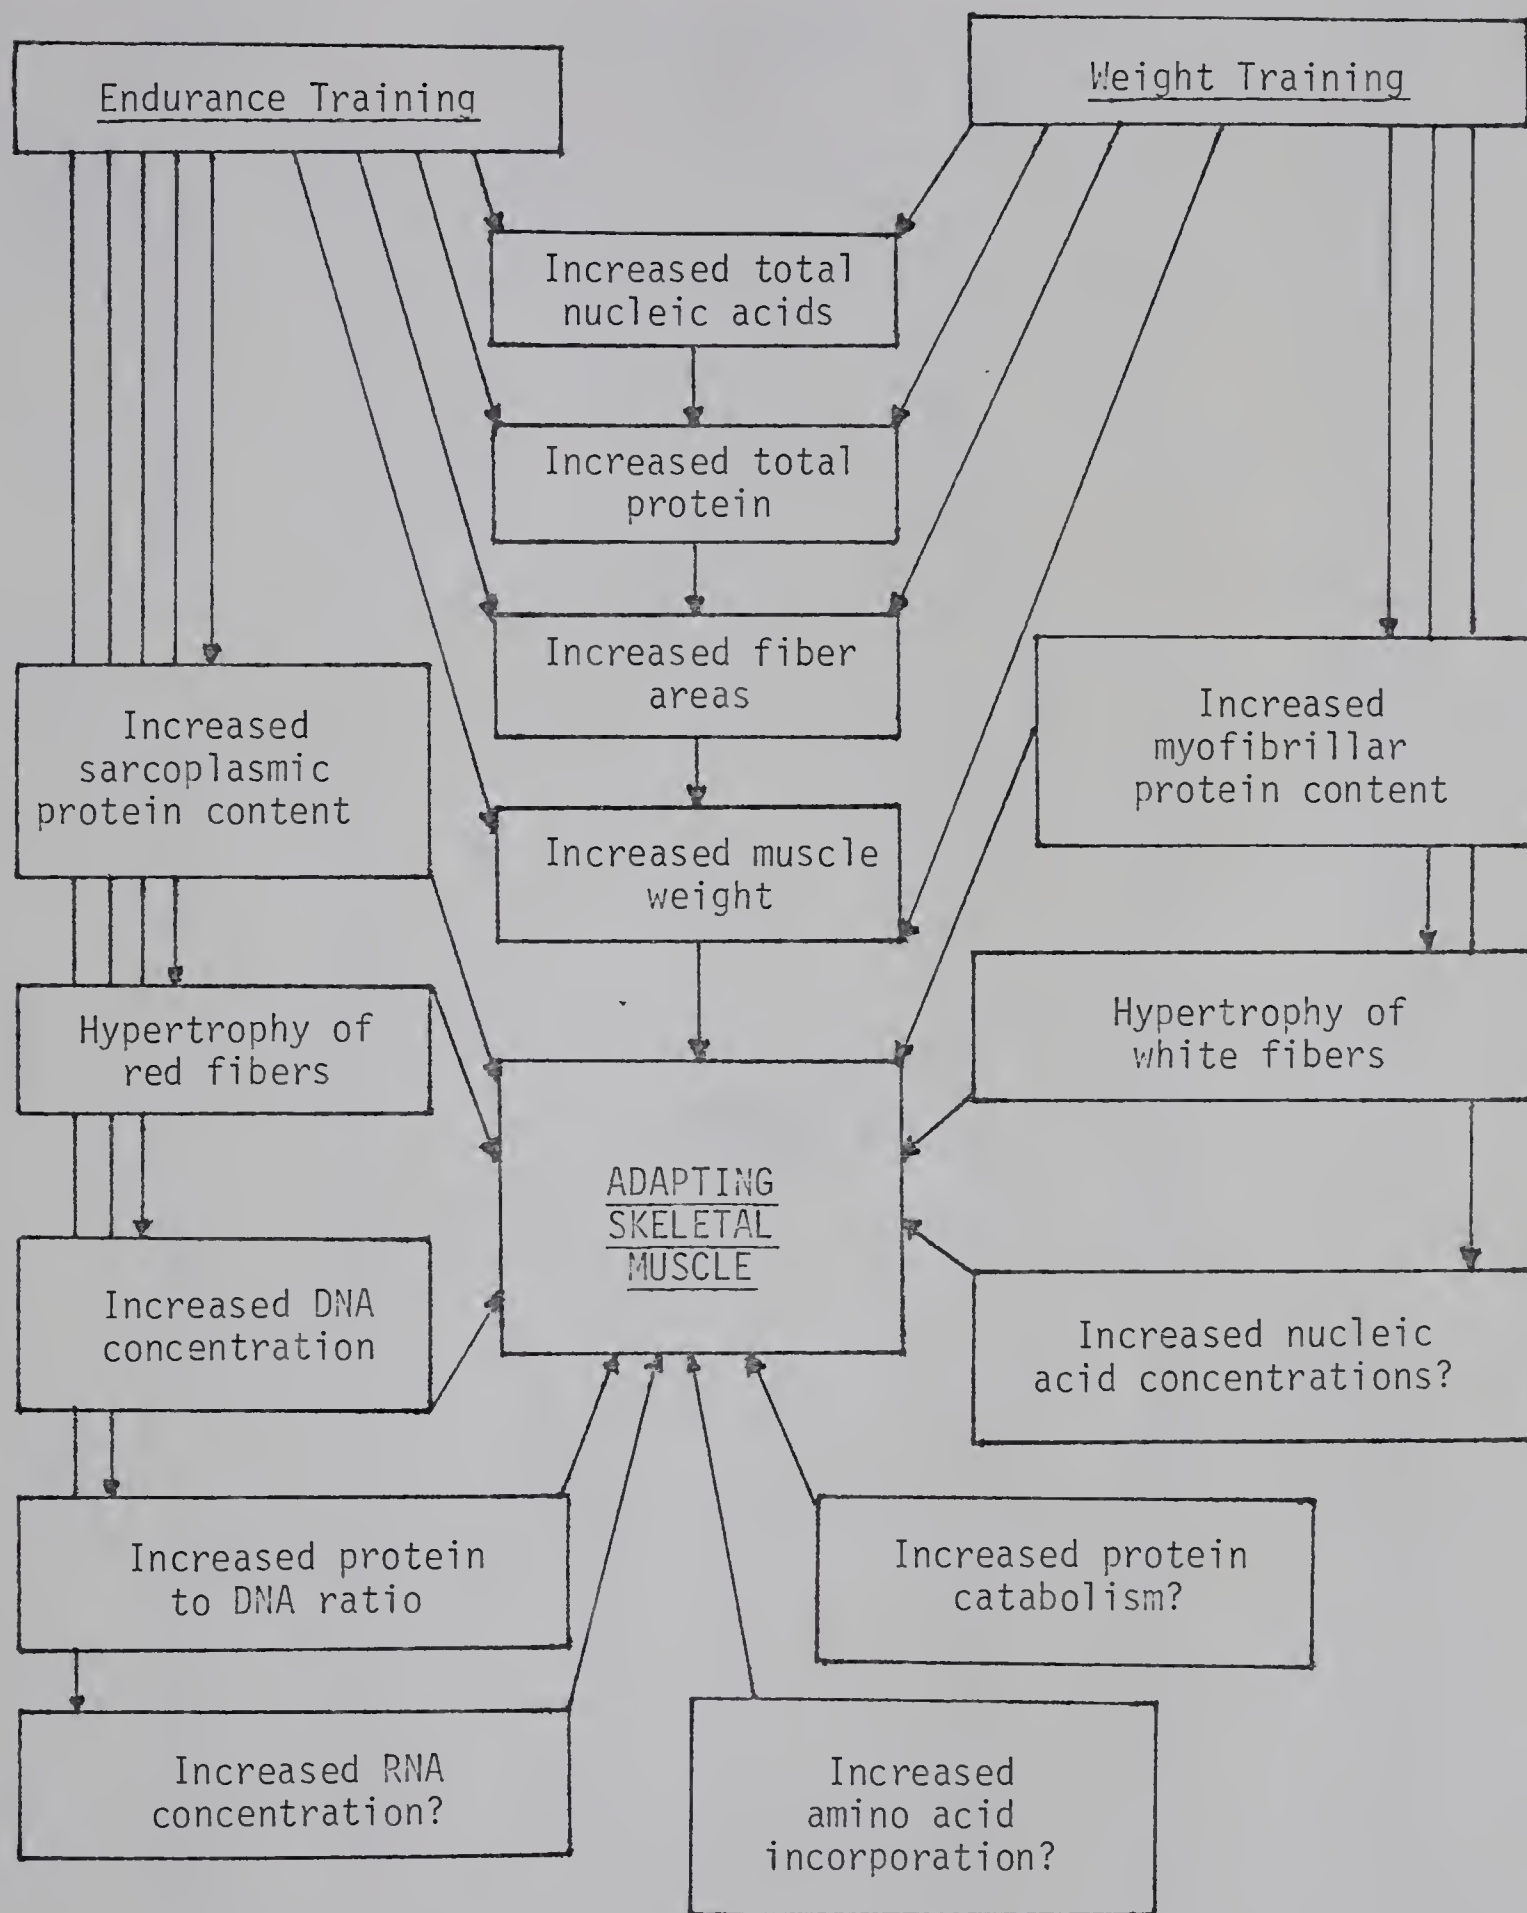 Endurance Training
Weight Training
Increased total
nucleic acids
Increased total
protein
Increased fiber
areas
Increased
sarcoplasmic
protein content
Increased
myofibrillar
protein content
Increased muscle
weight
Hypertrophy of
red fibers
Hypertrophy of
white fibers
ADAPTING
SKELETAL
MUSCLE
Increased DNA
concentration
Increased nucleic
acid concentrations?
Increased protein
to DNA ratio
Increased protein
catabolism?
Increased RNA
concentration?
Increased
amino acid
incorporation?